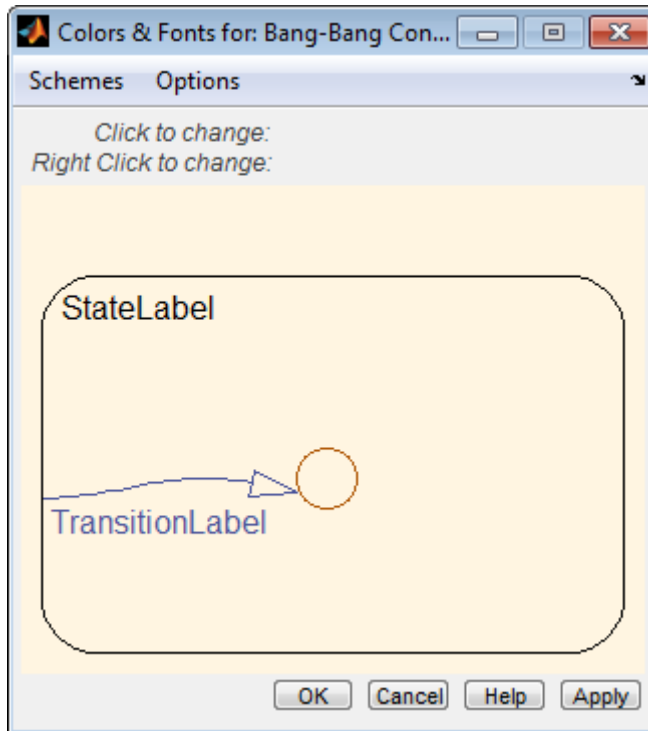 Colors & Fonts for: Bang-Bang Con...
Schemes Options
Click to change:
Right Click to change:
StateLabel
TransitionLabel
OK Cancel Help Apply